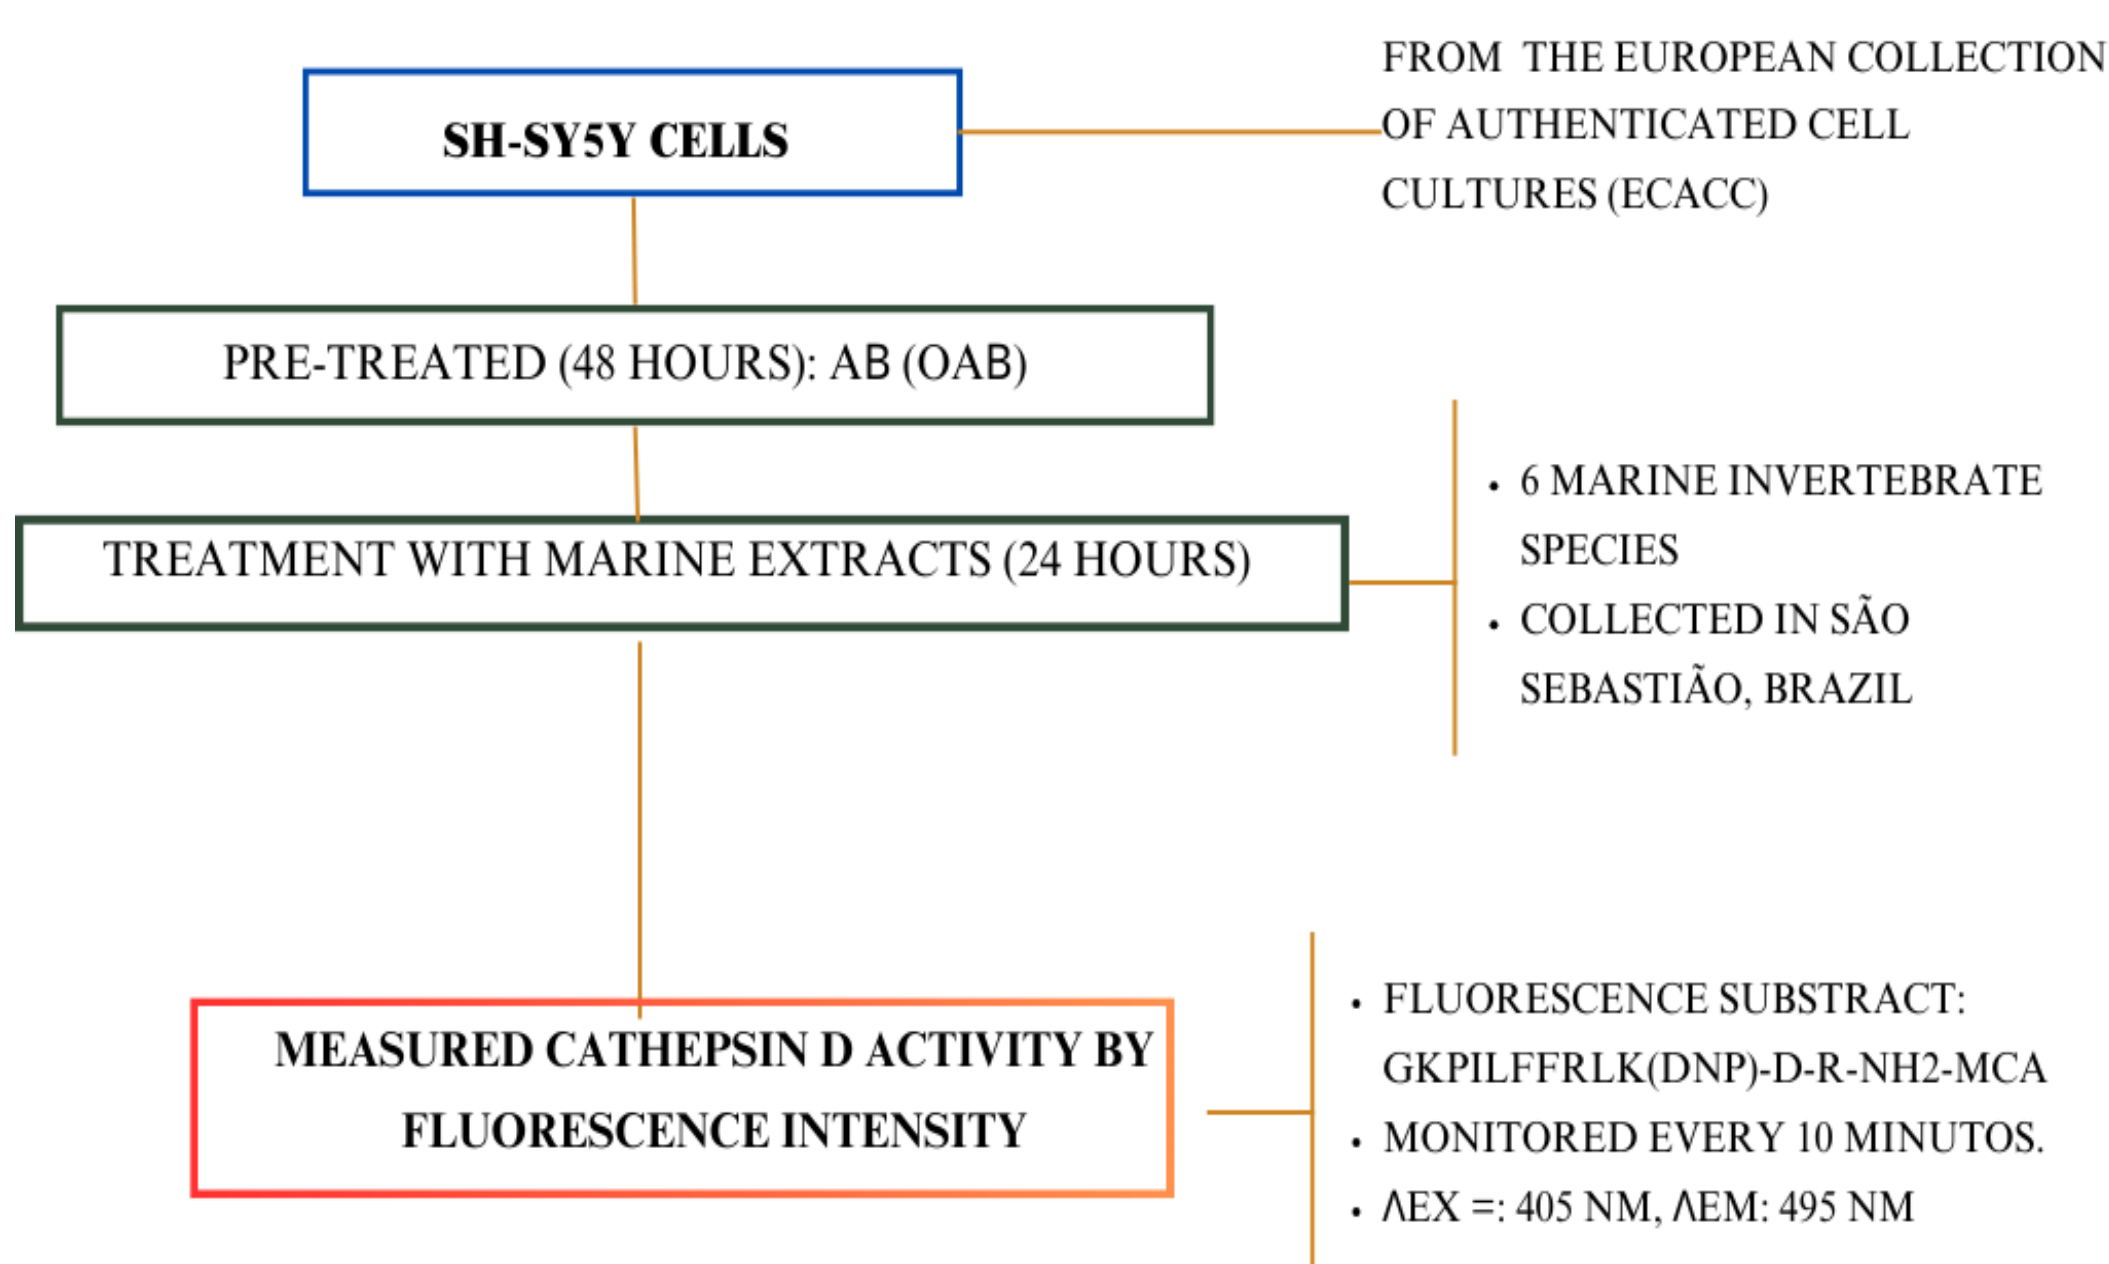 SH-SY5Y CELLS
FROM THE EUROPEAN COLLECTION
OF AUTHENTICATED CELL
CULTURES (ECACC)
PRE-TREATED (48 HOURS): AΒ (OAΒ)
TREATMENT WITH MARINE EXTRACTS (24 HOURS)
• 6 MARINE INVERTEBRATE
SPECIES
• COLLECTED IN SÃO
SEBASTIÃO, BRAZIL
MEASURED CATHEPSIN D ACTIVITY BY
FLUORESCENCE INTENSITY
• FLUORESCENCE SUBSTRACT:
GKPILFFRLK(DNP)-D-R-NH2-MCA
• MONITORED EVERY 10 MINUTOS.
• ΛEX =: 405 NM, ΛEM: 495 NM